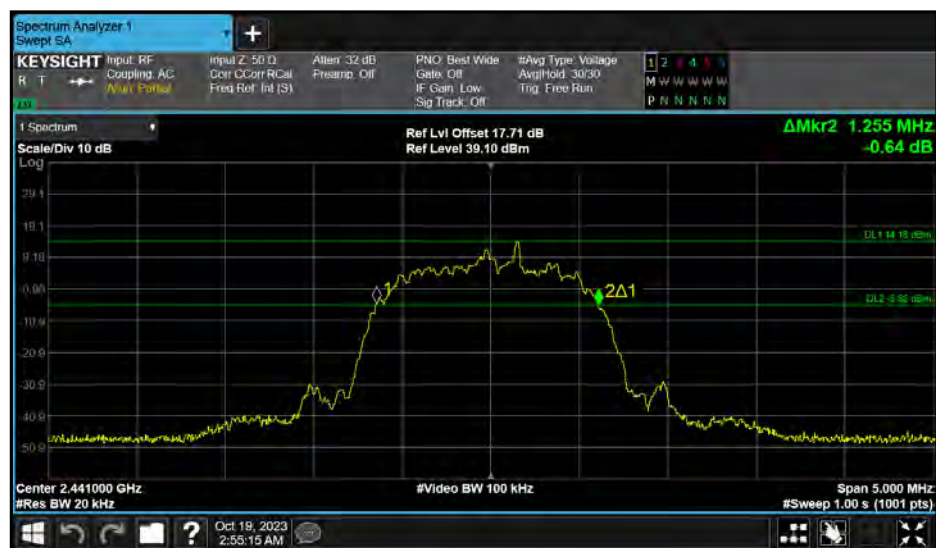 Spectrum Analyzer 1
Swept SA
+
KEYSIGHT Input: RF Input Z: 50 Ω Atten: 32 dB PNO: Best Wide #Avg Type: Voltage 1 2 3 4 5 6
R T Coupling: AC Corr CCorr RCal Preamp: Off Gate: Off Avg|Hold: 30/30 M W W W W W
Align: Partial Freq Ref: Int (S) IF Gain: Low Trig: Free Run
Sig Track: Off P N N N N N
1 Spectrum Ref Lvl Offset 17.71 dB ΔMkr2 1.255 MHz
Scale/Div 10 dB Ref Level 39.10 dBm -0.64 dB
Log
29.1
19.1
DL1 14.18 dBm
9.10
-0.90
1
2Δ1
DL2 -5.82 dBm
-10.9
-20.9
-30.9
-40.9
-50.9
Center 2.441000 GHz #Video BW 100 kHz Span 5.000 MHz
#Res BW 20 kHz #Sweep 1.00 s (1001 pts)
? Oct 19, 2023
2:55:15 AM